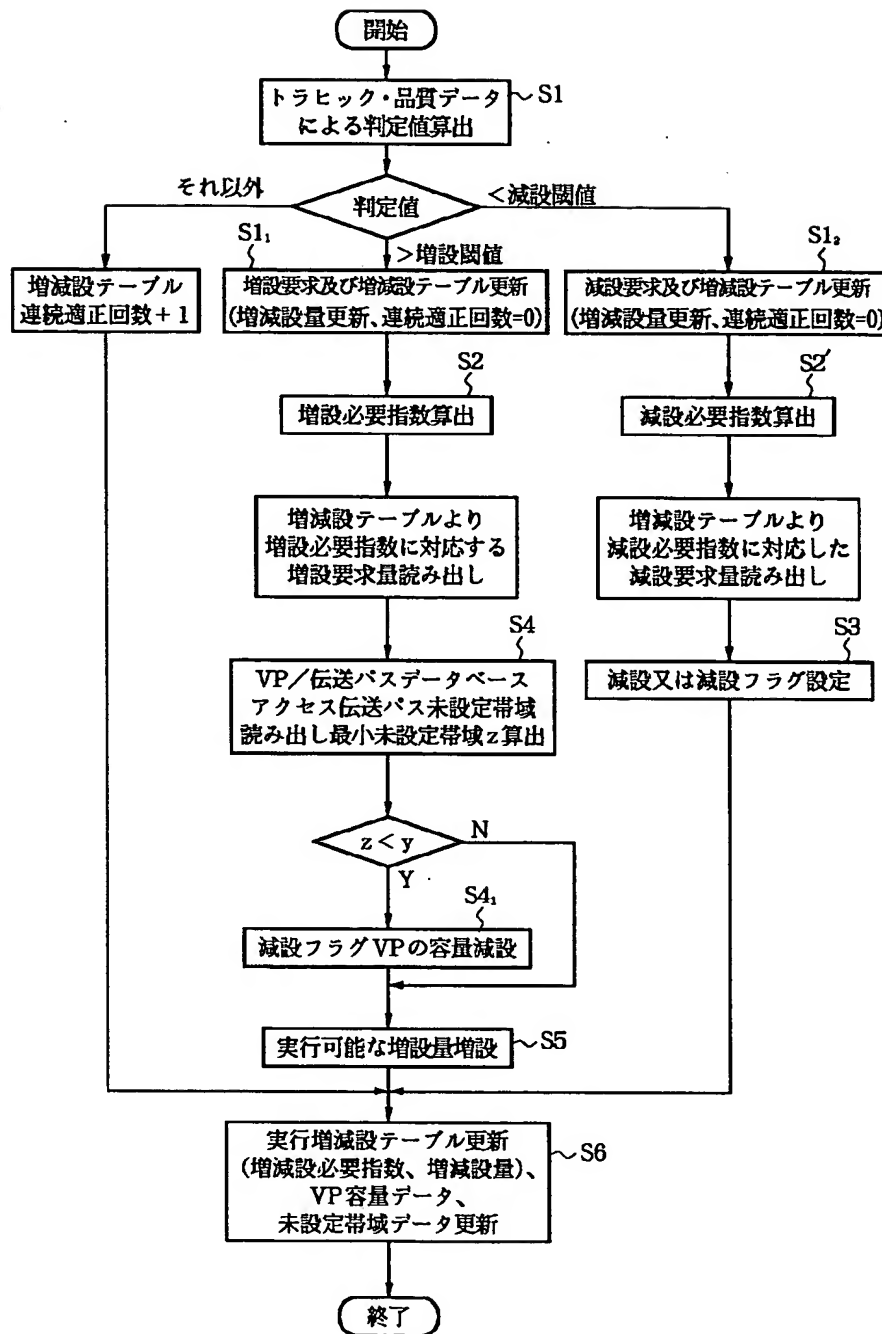 開始
トラヒック・品質データ
による判定値算出
S1
それ以外
判定値
<減設閾値
>増設閾値
S1₁
S1₂
増減設テーブル
連続適正回数+1
増設要求及び増減設テーブル更新
(増減設量更新、連続適正回数=0)
減設要求及び増減設テーブル更新
(増減設量更新、連続適正回数=0)
S2
S2′
増設必要指数算出
減設必要指数算出
増減設テーブルより
増設必要指数に対応する
増設要求量読み出し
増減設テーブルより
減設必要指数に対応した
減設要求量読み出し
S4
S3
VP/伝送パスデータベース
アクセス伝送パス未設定帯域
読み出し最小未設定帯域z算出
減設又は減設フラグ設定
z<y
N
Y
S4₁
減設フラグVPの容量減設
実行可能な増設量増設
S5
実行増減設テーブル更新
(増減設必要指数、増減設量)、
VP容量データ、
未設定帯域データ更新
S6
終了